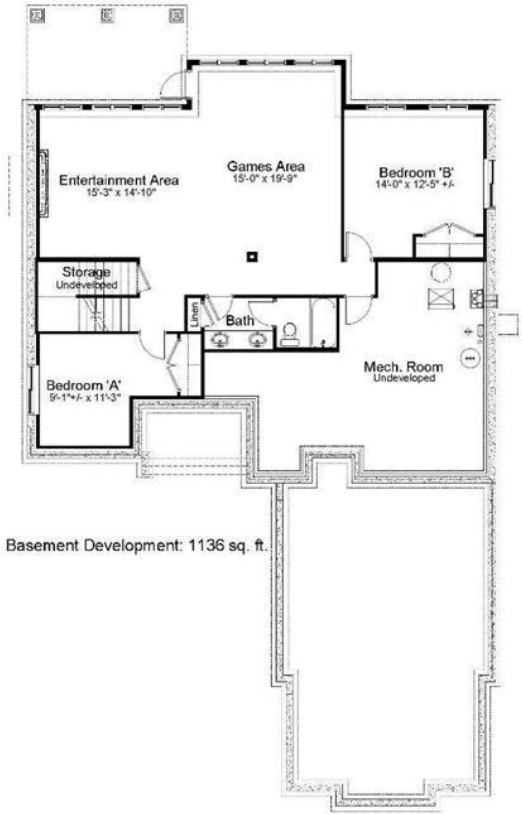 Entertainment Area
15'-3" x 14'-10"
Games Area
15'-0" x 19'-9"
Bedroom 'B'
14'-0" x 12'-5" +/-
Storage
Undeveloped
Linen
Bath
Bedroom 'A'
9'-1"+/- x 11'-3"
Mech. Room
Undeveloped
Basement Development: 1136 sq. ft.